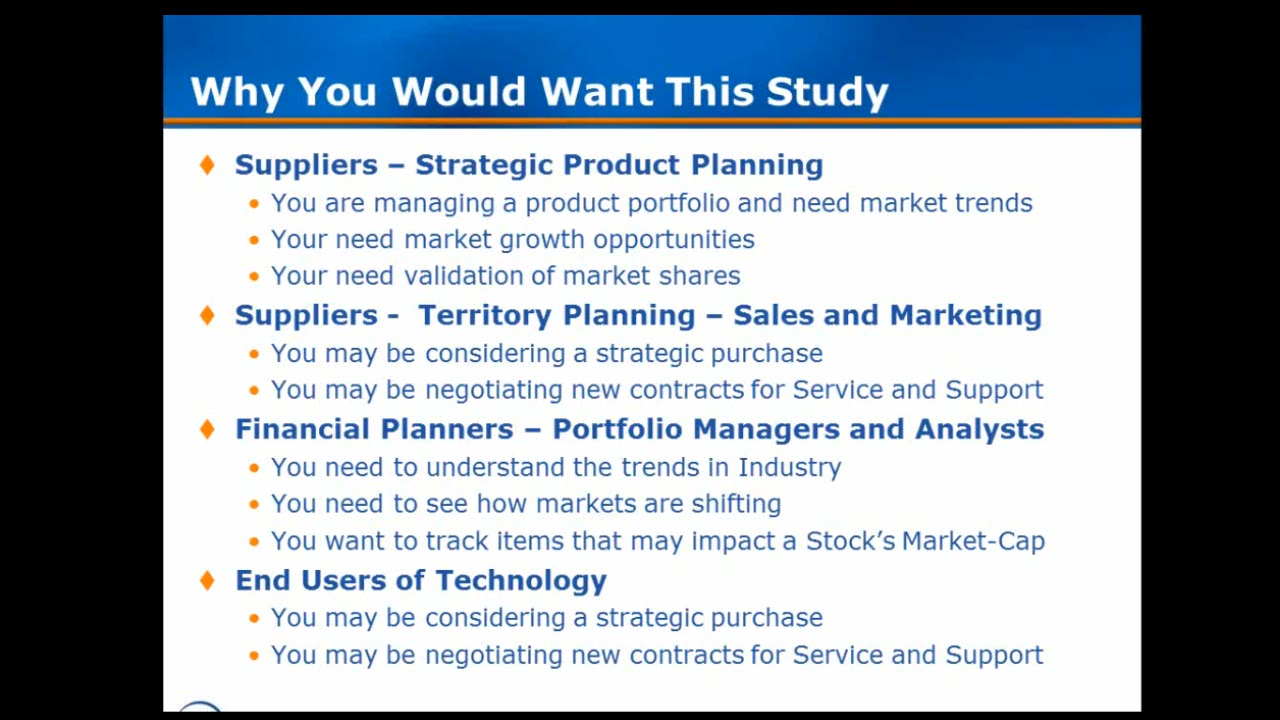 Why You Would Want This Study
Suppliers – Strategic Product Planning
You are managing a product portfolio and need market trends
Your need market growth opportunities
Your need validation of market shares
Suppliers - Territory Planning – Sales and Marketing
You may be considering a strategic purchase
You may be negotiating new contracts for Service and Support
Financial Planners – Portfolio Managers and Analysts
You need to understand the trends in Industry
You need to see how markets are shifting
You want to track items that may impact a Stock’s Market-Cap
End Users of Technology
You may be considering a strategic purchase
You may be negotiating new contracts for Service and Support